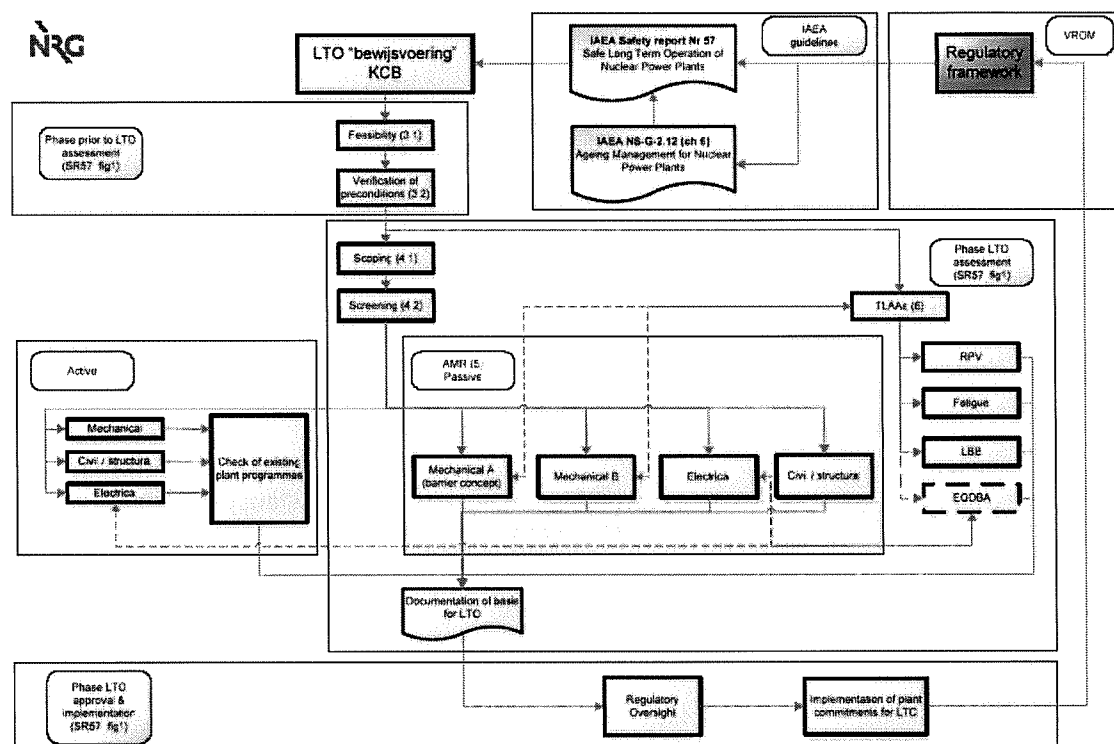 NRG
LTO "bewijsvoering"
KCB
IAEA Safety report Nr 57
Safe Long Term Operation of
Nuclear Power Plants
IAEA
guidelines
VROM
Regulatory
framework
Phase prior to LTO
assessment
(SR57 fig1)
Feasibility (3 1)
Verification of
preconditions (3 2)
IAEA NS-G-2.12 (ch 6)
Ageing Management for Nuclear
Power Plants
Scoping (4 1)
Screening (4 2)
Phase LTO
assessment
(SR57 fig1)
TLAAs (6)
Active
AMR (5
Passive
RPV
Fatigue
LBB
EQDBA
Mechanical
Civil / structura
Electrica
Check of existing
plant programmes
Mechanical A
(barrier concept)
Mechanical B
Electrica
Civil / structura
Documentation of basis
for LTO
Phase LTO
approval &
implementation
(SR57 fig1)
Regulatory
Oversight
Implementation of plant
commitments for LTO